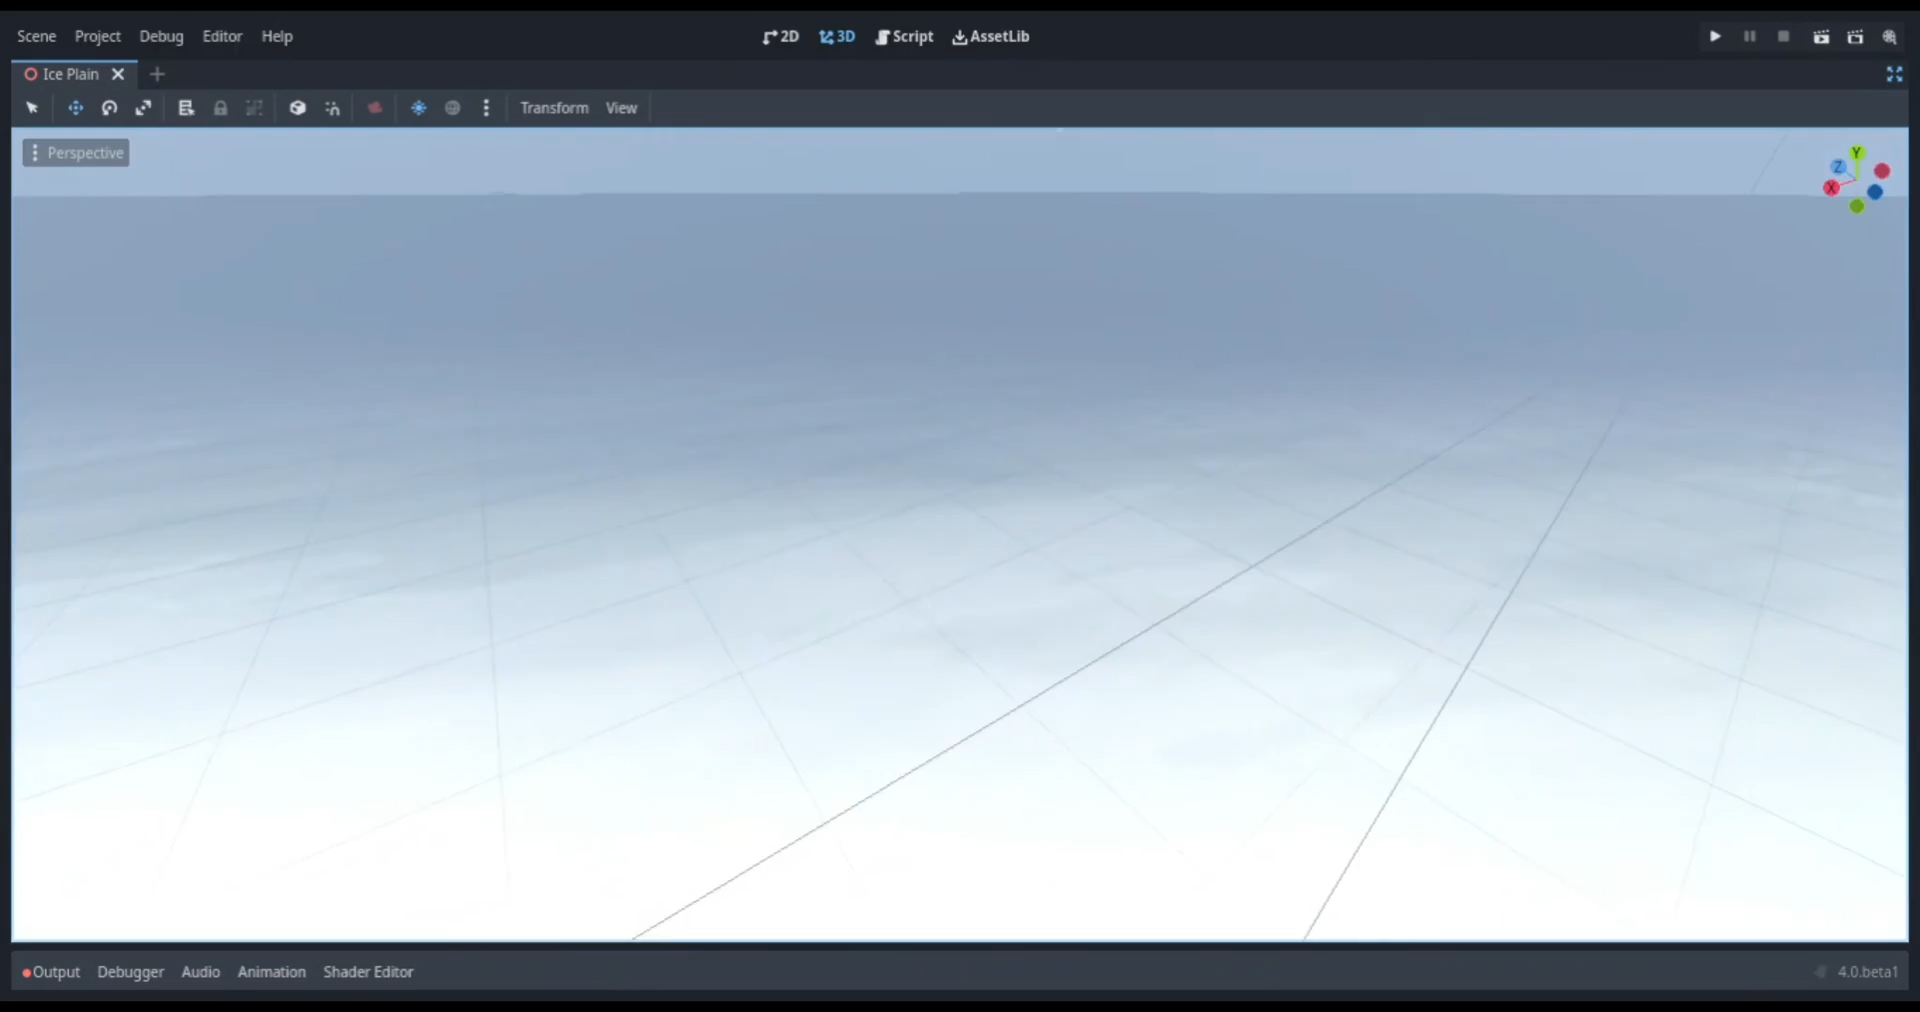 Scene Project Debug Editor Help 2D 3D Script AssetLib
Ice Plain
Transform View
Perspective
Y
Z
X
Output Debugger Audio Animation Shader Editor 4.0.beta1